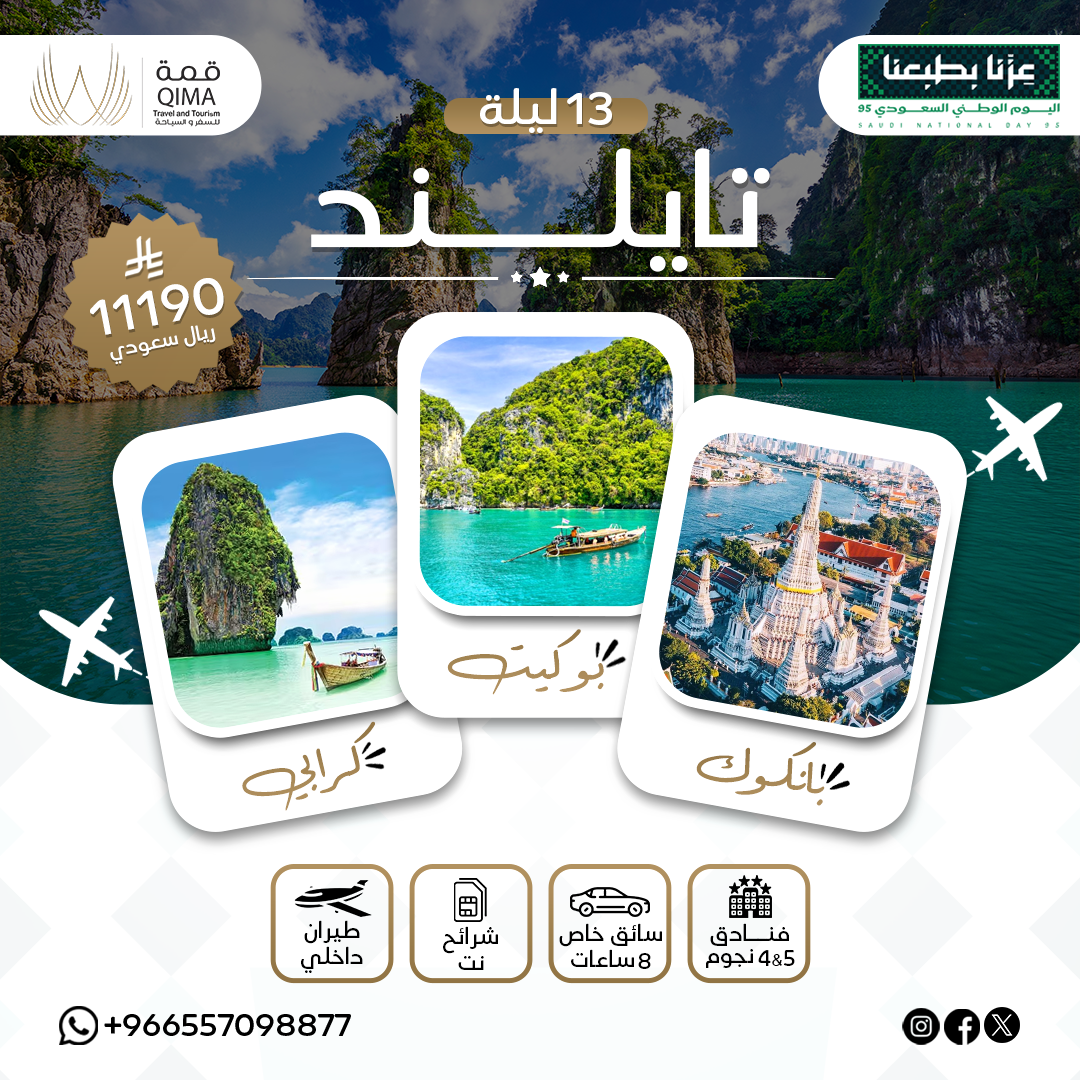 عزّنا بطبعنا
اليوم الوطني السعودي 95
SAUDI NATIONAL DAY 95
قمة
QIMA
Travel and Tourism
للسفر و السياحة
13 ليلة
تايلند
11190
ريال سعودي
بوكيت
بانكوك
كرابي
فنادق
4&5 نجوم
سائق خاص
8 ساعات
شرائح
نت
طيران
داخلي
+966557098877